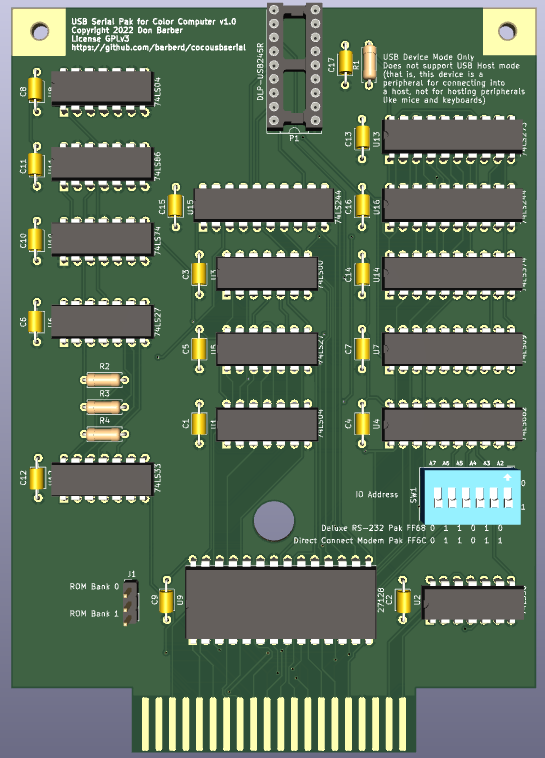 USB Serial Pak for Color Computer v1.0
Copyright 2022 Don Barber
License GPLv3
https://github.com/barberd/cocousbserial
DLP-USB245R
P1
C17
R1
USB Device Mode Only
Does not support USB Host mode
(that is, this device is a
peripheral for connecting into
a host, not for hosting peripherals
like mice and keyboards)
C8
74LS04
C13
U13
74LS273
C11
74LS86
C15
U15
74LS244
C16
U16
74LS244
C10
74LS74
C3
U3
C14
U14
74LS374
C6
74LS27
C5
U5
74LS27
C7
U7
R2
R3
R4
C1
U1
74LS04
C4
U4
C12
74LS33
SW1
A7 A6 A5 A4 A3 A2
0
1
IO Address
Deluxe RS-232 Pak FF68 0 1 1 0 1 0
Direct Connect Modem Pak FF6C 0 1 1 0 1 1
J1
ROM Bank 0
ROM Bank 1
C9
U9
27128
C2
U2